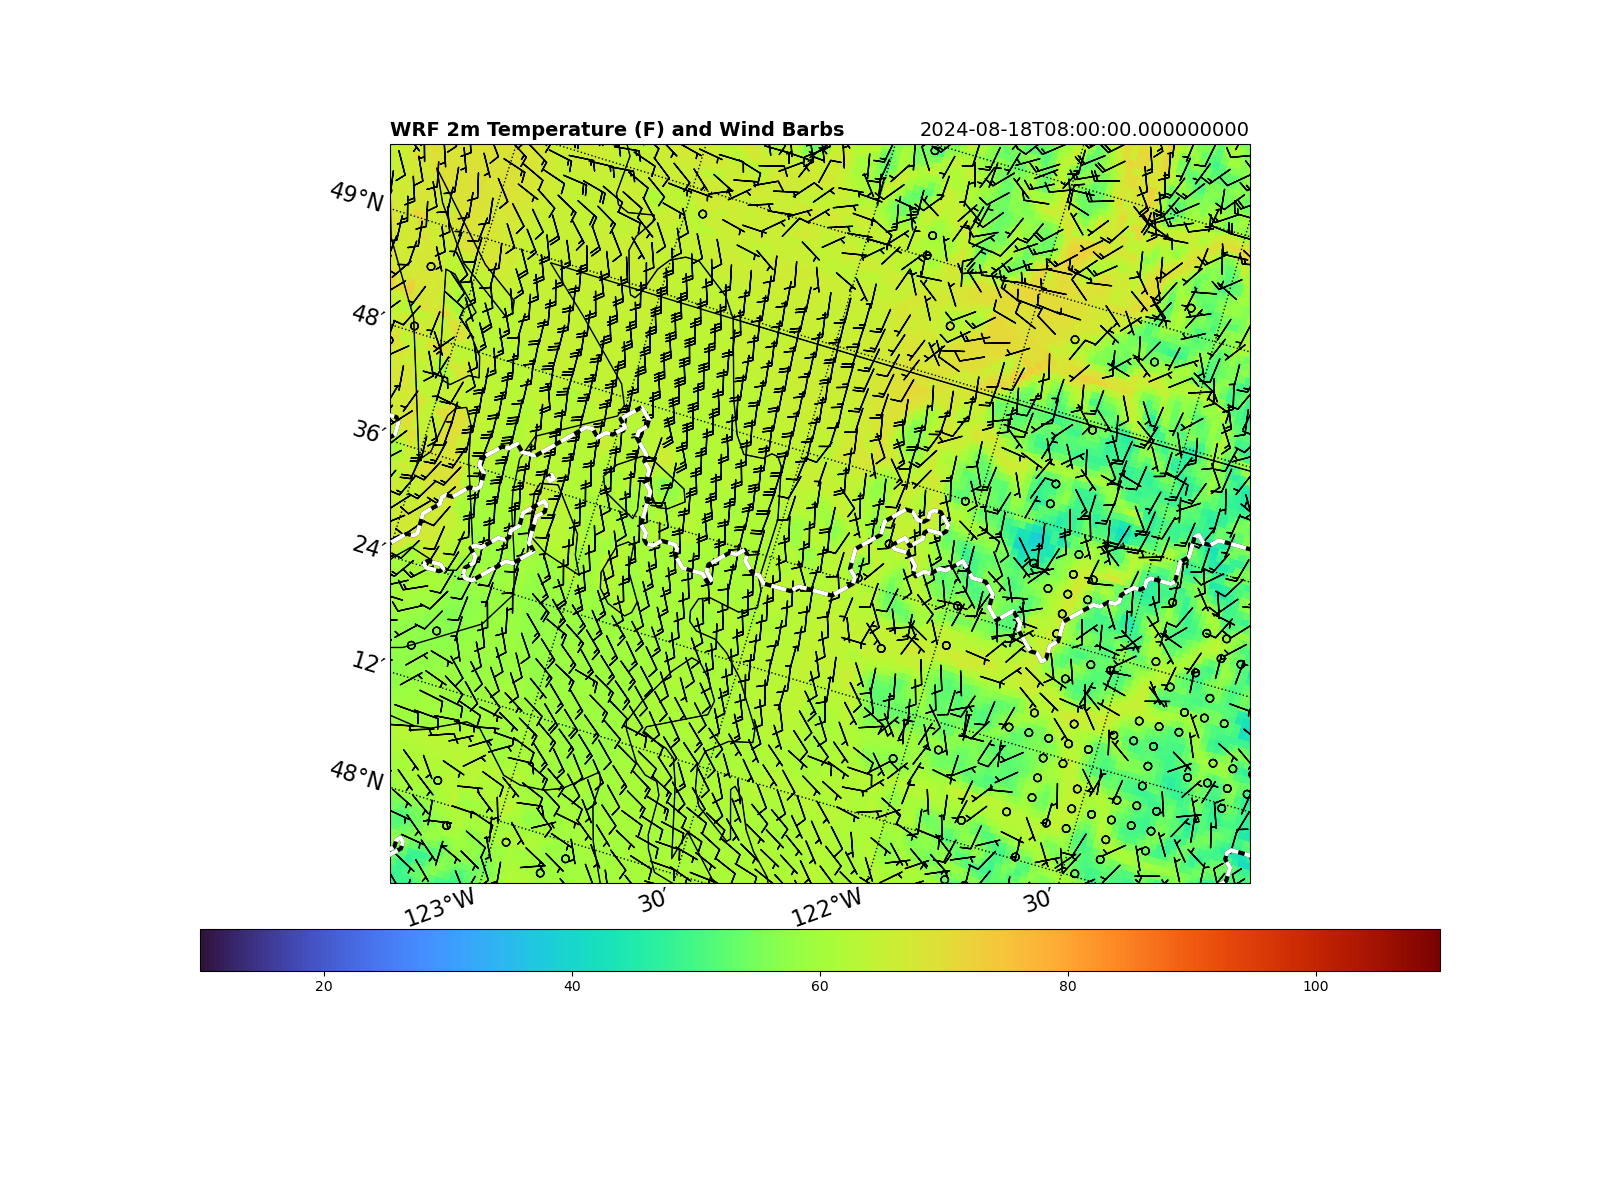 WRF 2m Temperature (F) and Wind Barbs 2024-08-18T08:00:00.000000000
49°N
48′
36′
24′
12′
48°N
123°W 30′ 122°W 30′
20 40 60 80 100